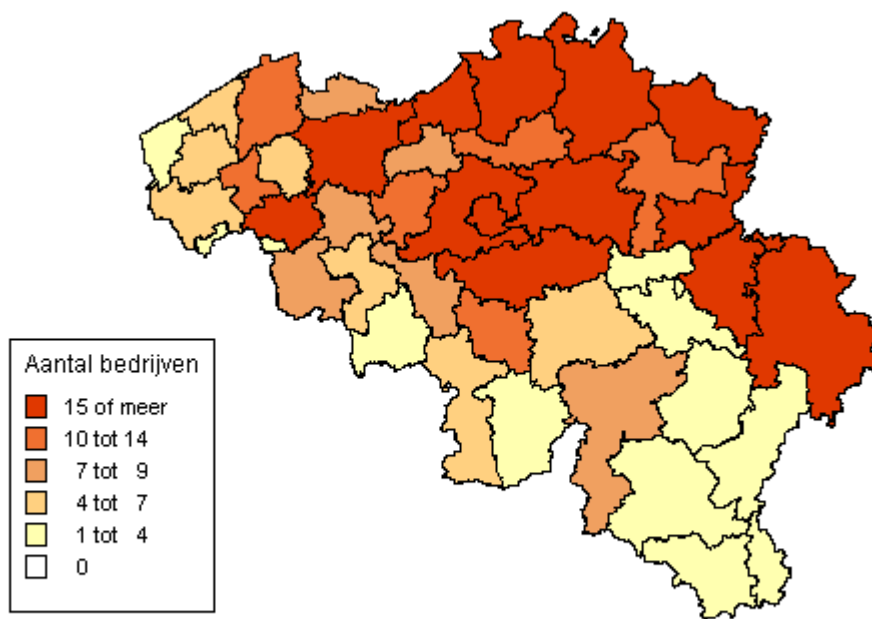 Aantal bedrijven
15 of meer
10 tot 14
7 tot 9
4 tot 7
1 tot 4
0